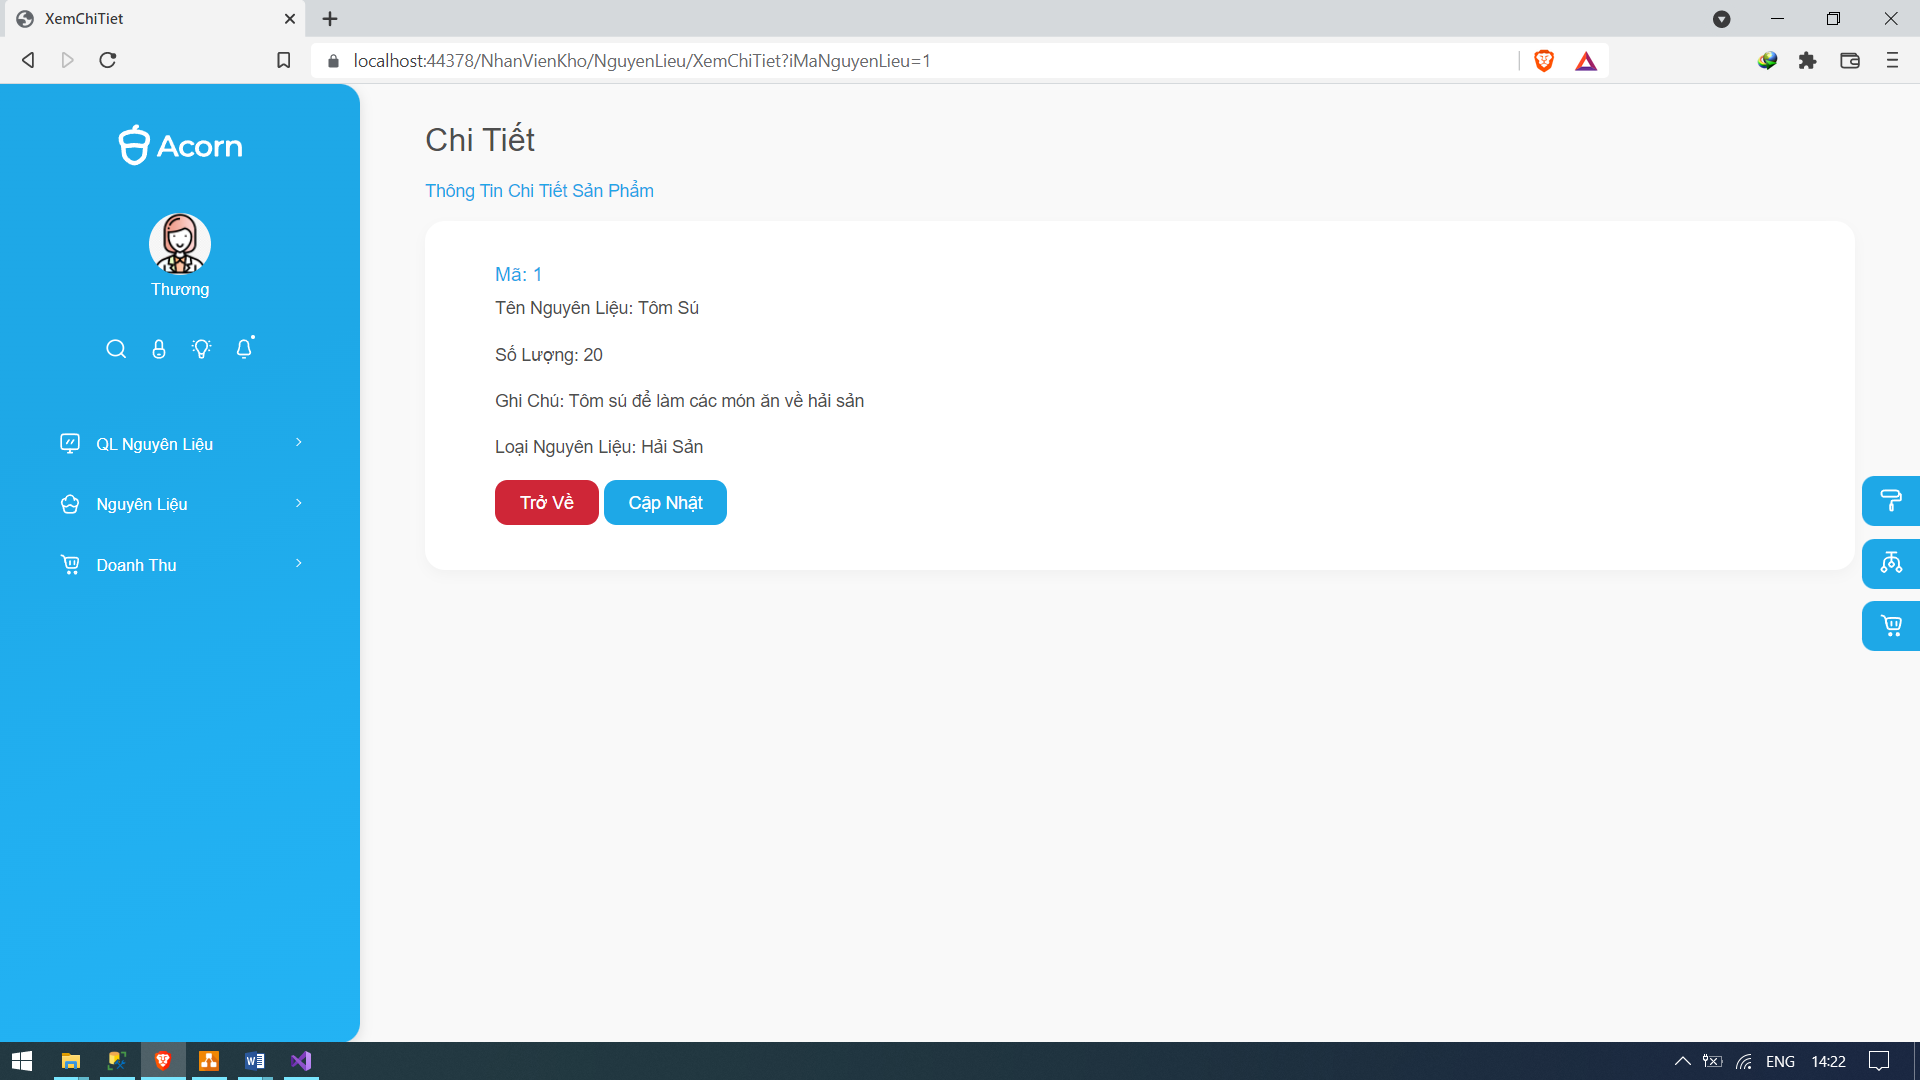 XemChiTiet
localhost:44378/NhanVienKho/NguyenLieu/XemChiTiet?iMaNguyenLieu=1
Acorn
Thương
QL Nguyên Liệu
Nguyên Liệu
Doanh Thu
Chi Tiết
Thông Tin Chi Tiết Sản Phẩm
Mã: 1
Tên Nguyên Liệu: Tôm Sú
Số Lượng: 20
Ghi Chú: Tôm sú để làm các món ăn về hải sản
Loại Nguyên Liệu: Hải Sản
Trở Về Cập Nhật
ENG 14:22